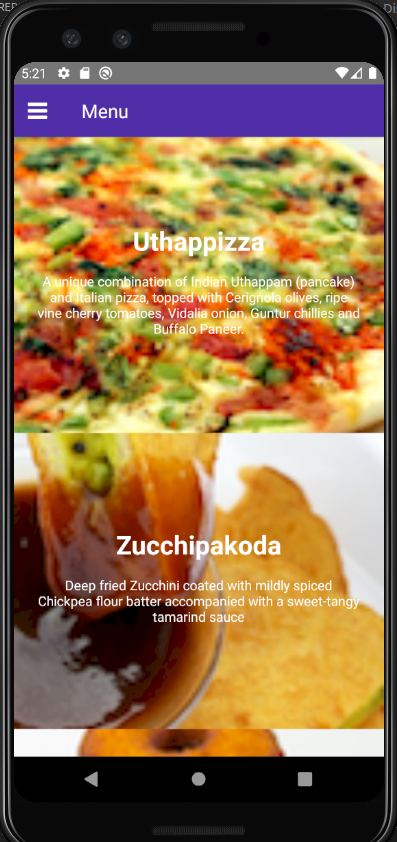 REF
Dis
5:21
Menu
Uthappizza
A unique combination of Indian Uthappam (pancake)
and Italian pizza, topped with Cerignola olives, ripe
vine cherry tomatoes, Vidalia onion, Guntur chillies and
Buffalo Paneer.
Zucchipakoda
Deep fried Zucchini coated with mildly spiced
Chickpea flour batter accompanied with a sweet-tangy
tamarind sauce